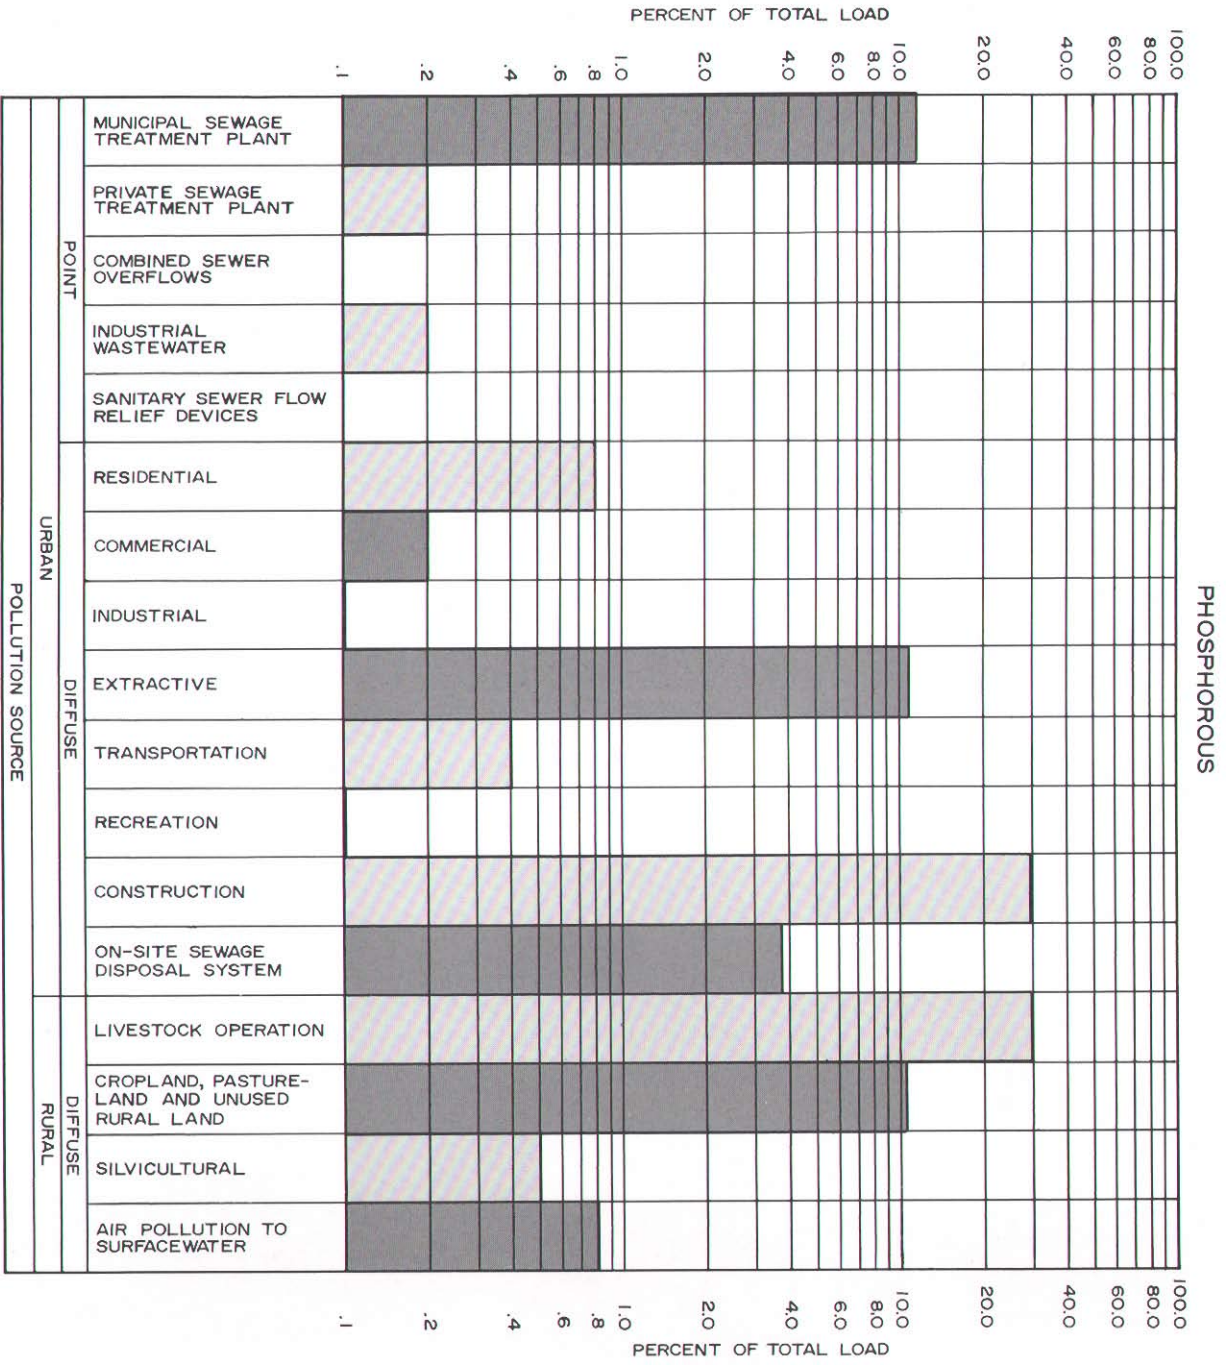 PERCENT OF TOTAL LOAD
.1
.2
.4
.6
.8
1.0
2.0
4.0
6.0
8.0
10.0
20.0
40.0
60.0
80.0
100.0
PHOSPHOROUS
POLLUTION SOURCE
URBAN
POINT
MUNICIPAL SEWAGE
TREATMENT PLANT
PRIVATE SEWAGE
TREATMENT PLANT
COMBINED SEWER
OVERFLOWS
INDUSTRIAL
WASTEWATER
SANITARY SEWER FLOW
RELIEF DEVICES
DIFFUSE
RESIDENTIAL
COMMERCIAL
INDUSTRIAL
EXTRACTIVE
TRANSPORTATION
RECREATION
CONSTRUCTION
ON-SITE SEWAGE
DISPOSAL SYSTEM
RURAL
DIFFUSE
LIVESTOCK OPERATION
CROPLAND, PASTURE-
LAND AND UNUSED
RURAL LAND
SILVICULTURAL
AIR POLLUTION TO
SURFACEWATER
.1
.2
.4
.6
.8
1.0
2.0
4.0
6.0
8.0
10.0
20.0
40.0
60.0
80.0
100.0
PERCENT OF TOTAL LOAD